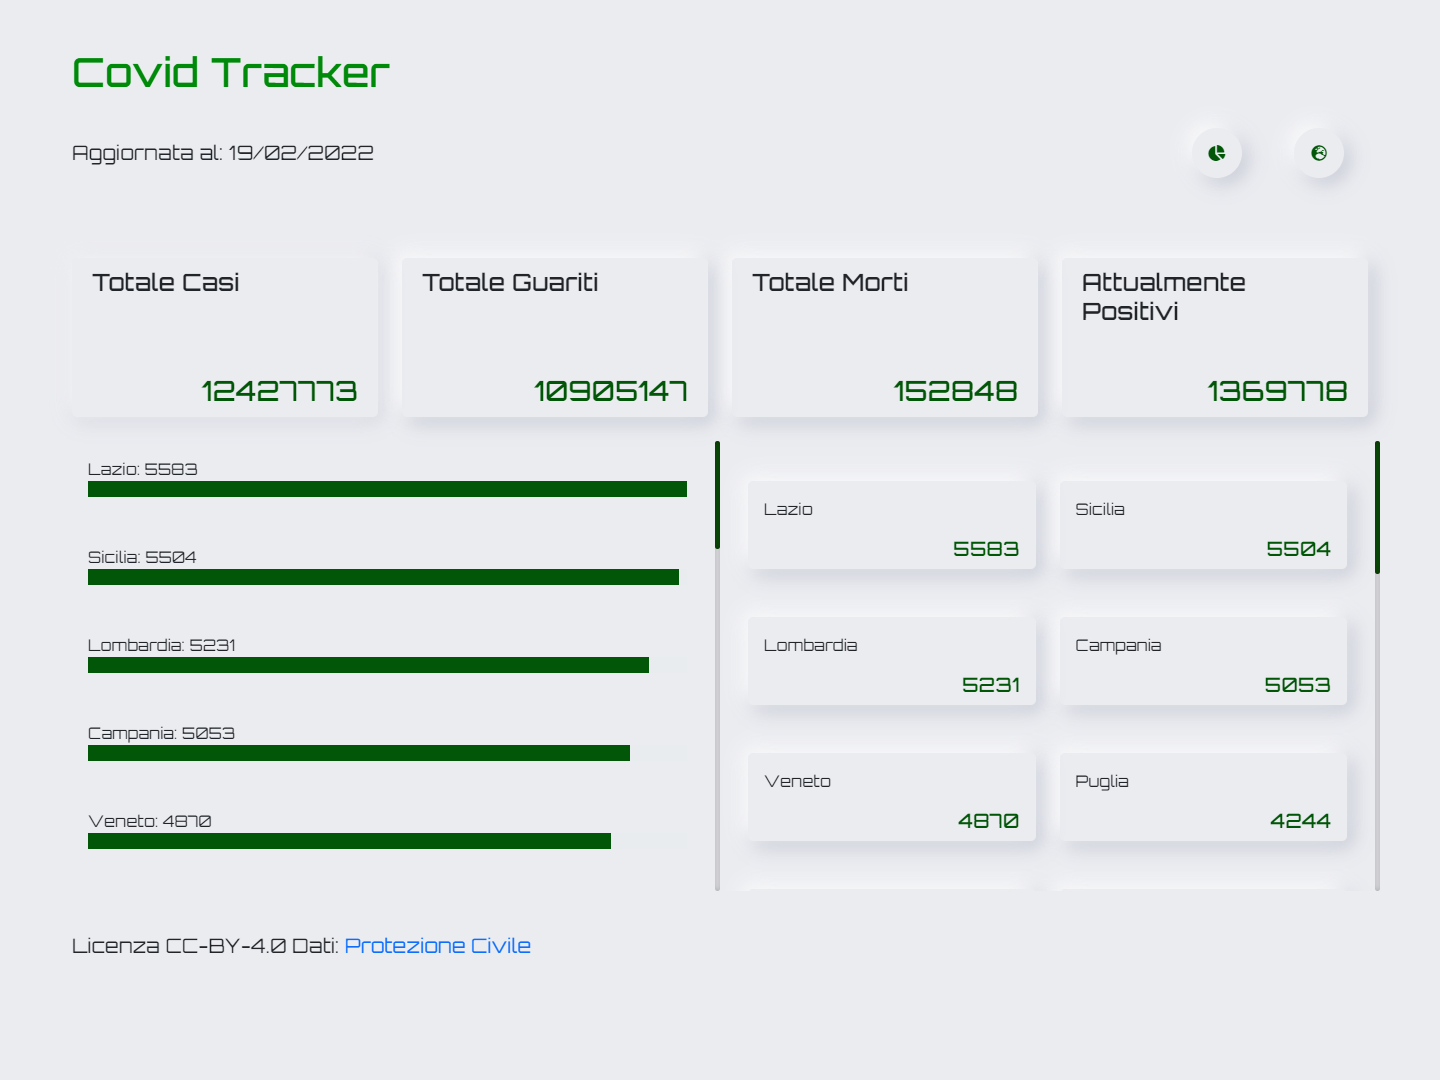 Covid Tracker
Aggiornata al: 19/02/2022
Totale Casi
12427773
Totale Guariti
10905147
Totale Morti
152848
Attualmente
Positivi
1369778
Lazio: 5583
Sicilia: 5504
Lombardia: 5231
Campania: 5053
Veneto: 4870
Lazio
5583
Sicilia
5504
Lombardia
5231
Campania
5053
Veneto
4870
Puglia
4244
Licenza CC-BY-4.0 Dati: Protezione Civile